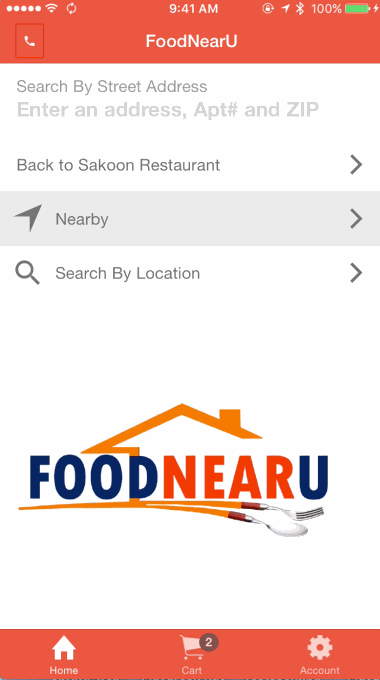 9:41 AM
100%
FoodNearU
Search By Street Address
Enter an address, Apt# and ZIP
Back to Sakoon Restaurant
Nearby
Search By Location
FOODNEARU
2
Home
Cart
Account